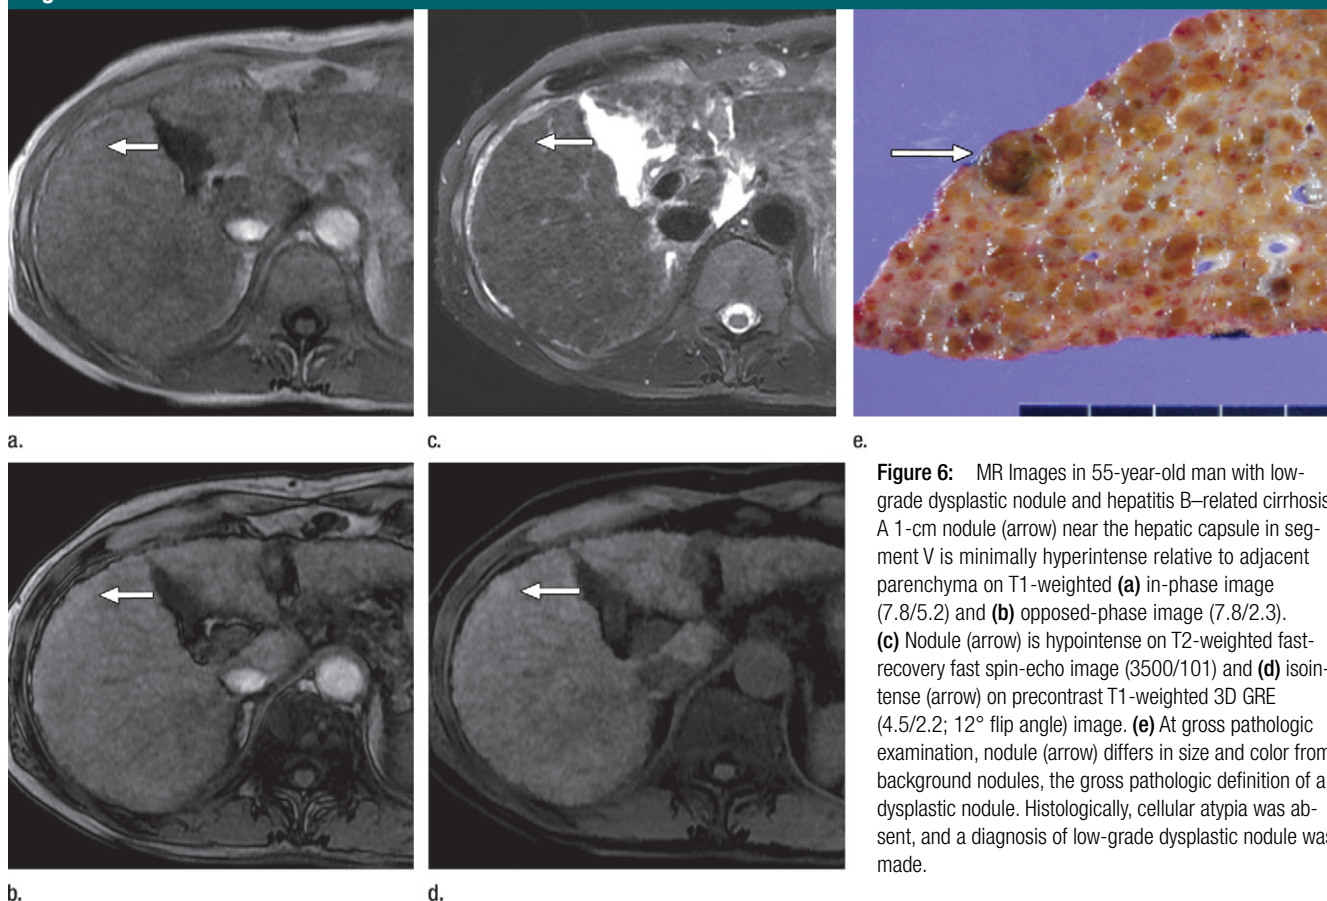 a.
c.
e.
b.
d.
Figure 6: MR Images in 55-year-old man with low-
grade dysplastic nodule and hepatitis B–related cirrhosis
A 1-cm nodule (arrow) near the hepatic capsule in seg-
ment V is minimally hyperintense relative to adjacent
parenchyma on T1-weighted (a) in-phase image
(7.8/5.2) and (b) opposed-phase image (7.8/2.3).
(c) Nodule (arrow) is hypointense on T2-weighted fast-
recovery fast spin-echo image (3500/101) and (d) isoin-
tense (arrow) on precontrast T1-weighted 3D GRE
(4.5/2.2; 12° flip angle) image. (e) At gross pathologic
examination, nodule (arrow) differs in size and color from
background nodules, the gross pathologic definition of a
dysplastic nodule. Histologically, cellular atypia was ab-
sent, and a diagnosis of low-grade dysplastic nodule was
made.